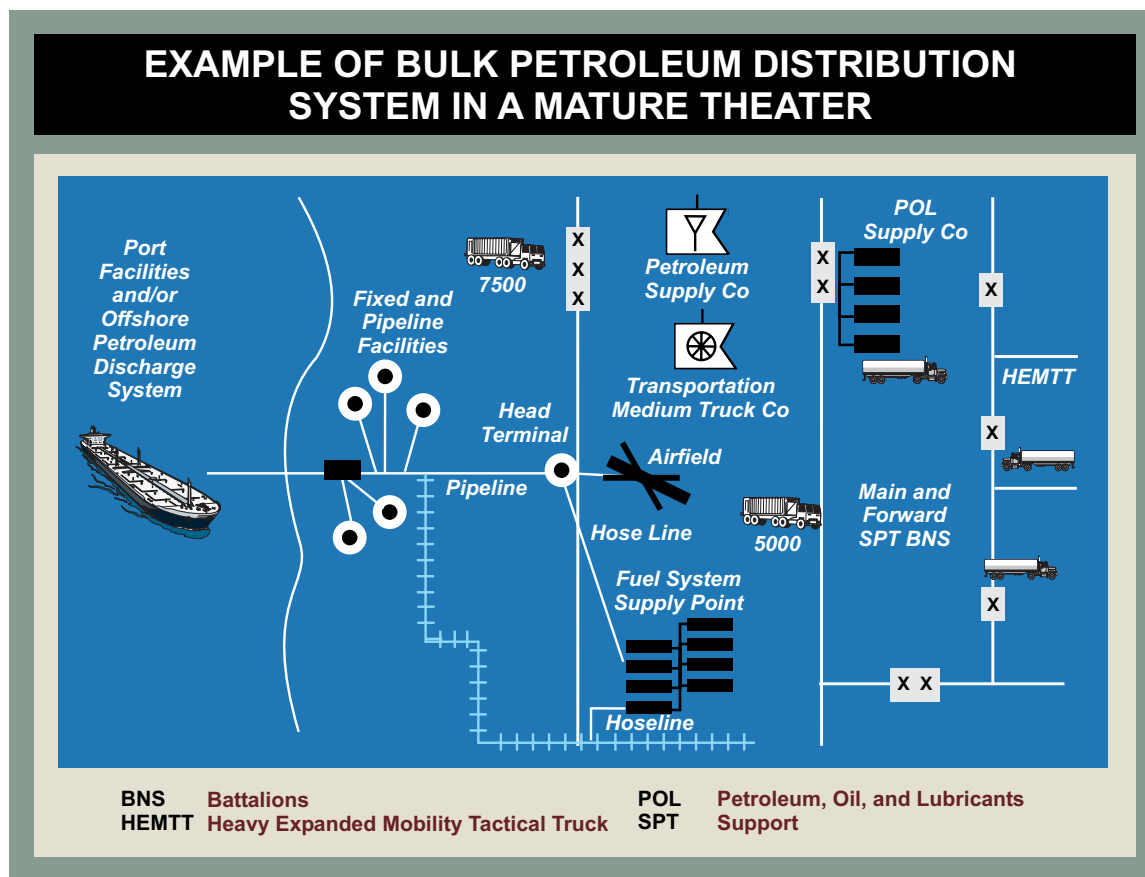 EXAMPLE OF BULK PETROLEUM DISTRIBUTION
SYSTEM IN A MATURE THEATER
Port
Facilities
and/or
Offshore
Petroleum
Discharge
System
Fixed and
Pipeline
Facilities
7500
X
X
X
Petroleum
Supply Co
Transportation
Medium Truck Co
Head
Terminal
Pipeline
Airfield
Hose Line
5000
Fuel System
Supply Point
Hoseline
X
X
POL
Supply Co
X
HEMTT
X
Main and
Forward
SPT BNS
X
X X
BNS Battalions
HEMTT Heavy Expanded Mobility Tactical Truck
POL Petroleum, Oil, and Lubricants
SPT Support